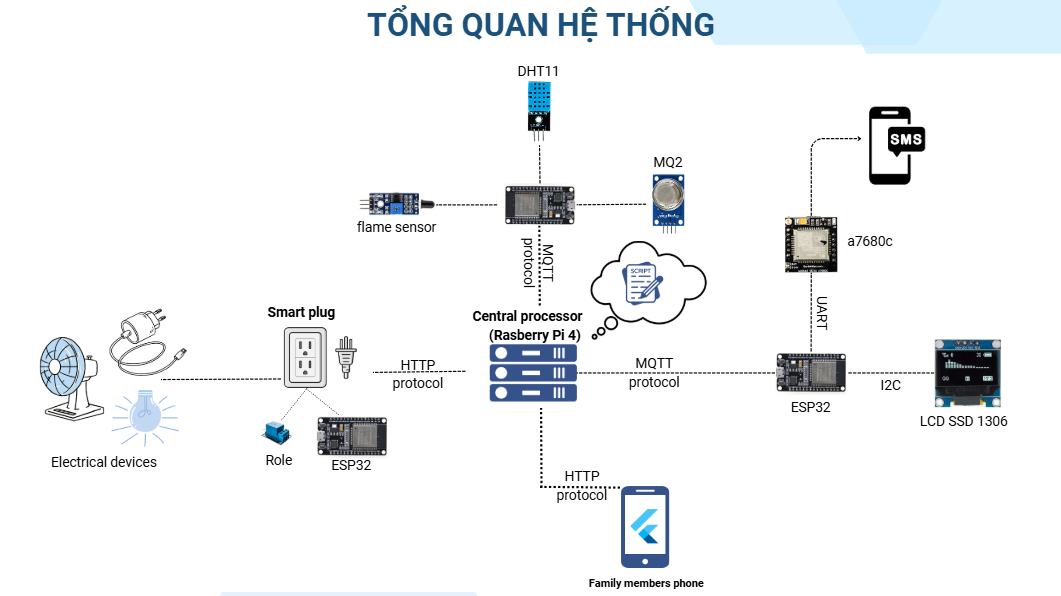 TỔNG QUAN HỆ THỐNG
DHT11
MQ2
SMS
flame sensor
a7680c
MQTT
protocol
SCRIPT
UART
Smart plug
Central processor
(Rasberry Pi 4)
HTTP
protocol
MQTT
protocol
I2C
ESP32
LCD SSD 1306
Electrical devices
Role
ESP32
HTTP
protocol
Family members phone